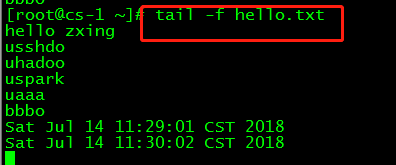 bbbo
[root@cs-1 ~]# tail -f hello.txt
hello zxing
usshdo
uhadoo
uspark
uaaa
bbbo
Sat Jul 14 11:29:01 CST 2018
Sat Jul 14 11:30:02 CST 2018